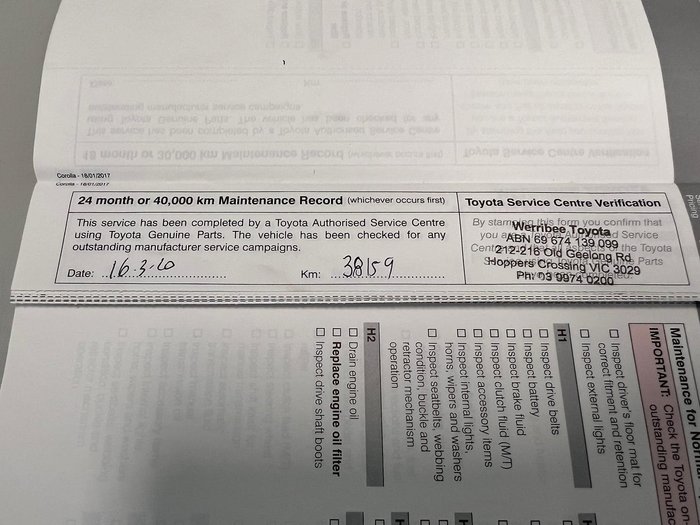 Corolla - 18/01/2017
Corolla - 18/01/2017
24 month or 40,000 km Maintenance Record (whichever occurs first)
This service has been completed by a Toyota Authorised Service Centre
using Toyota Genuine Parts. The vehicle has been checked for any
outstanding manufacturer service campaigns.
Date: 16.3.20 Km: 38159
Toyota Service Centre Verification
By stamping this form you confirm that
Werribee Toyota
ABN 69 674 139 099
212-216 Old Geelong Rd
Hoppers Crossing VIC 3029
Ph: 03 9974 0200
Maintenance for Norma
IMPORTANT: Check the Toyota on
outstanding manufac
Inspect driver's floor mat for
correct fitment and retention
Inspect external lights
H1
Inspect drive belts
Inspect battery
Inspect brake fluid
Inspect clutch fluid (M/T)
Inspect accessory items
Inspect internal lights,
horns, wipers and washers
Inspect seatbelts, webbing
condition, buckle and
retractor mechanism
operation
H2
Drain engine oil
Replace engine oil filter
Inspect drive shaft boots